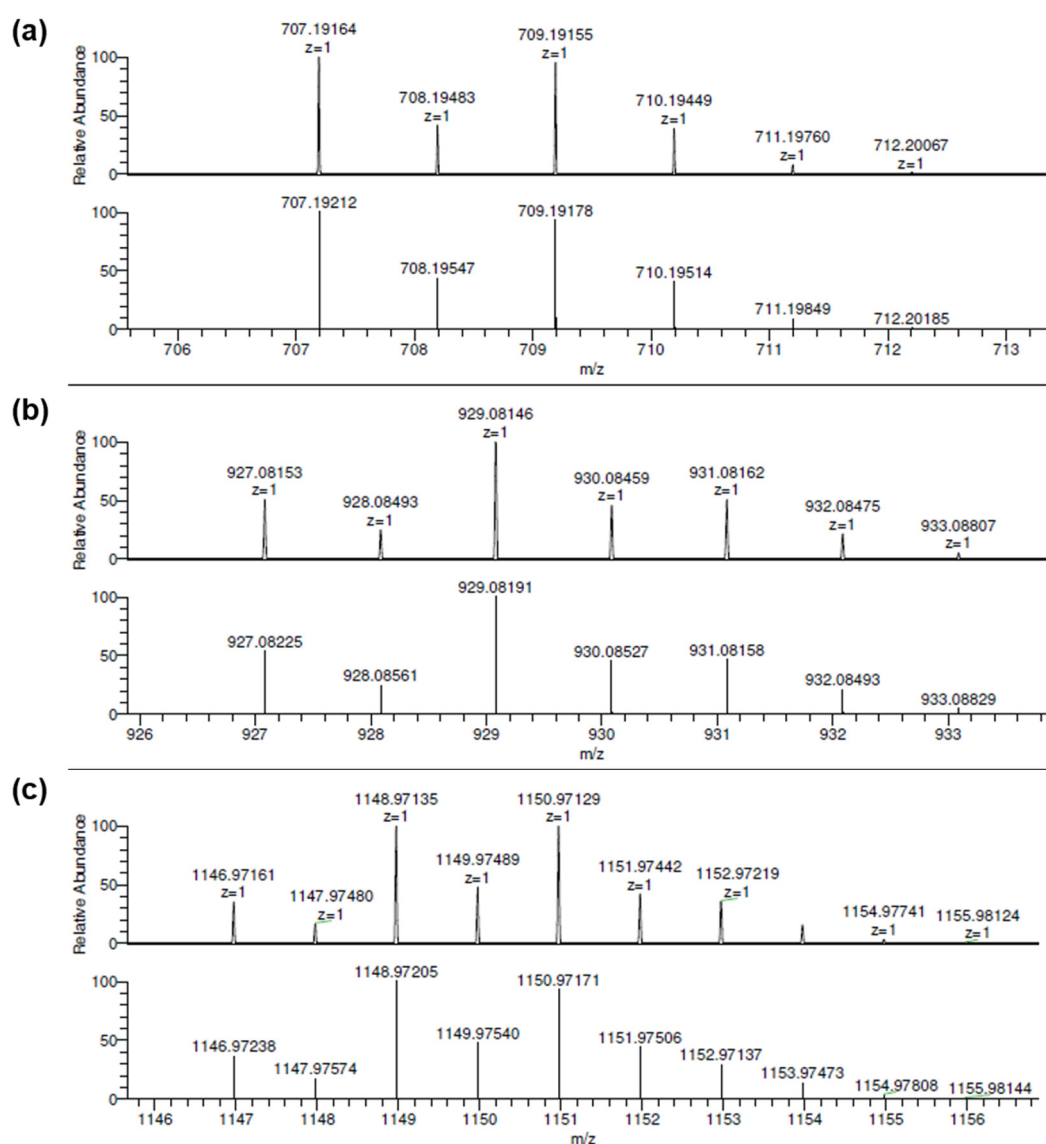 (a)
707.19164
z=1
709.19155
z=1
708.19483
z=1
710.19449
z=1
711.19760
z=1
712.20067
z=1
Relative Abundance
100
50
0
707.19212
709.19178
708.19547
710.19514
711.19849
712.20185
100
50
0
706 707 708 709 710 711 712 713
m/z
(b)
929.08146
z=1
927.08153
z=1
928.08493
z=1
930.08459
z=1
931.08162
z=1
932.08475
z=1
933.08807
z=1
Relative Abundance
100
50
0
929.08191
927.08225
928.08561
930.08527
931.08158
932.08493
933.08829
100
50
0
926 927 928 929 930 931 932 933
m/z
(c)
1148.97135
z=1
1150.97129
z=1
1146.97161
z=1
1147.97480
z=1
1149.97489
z=1
1151.97442
z=1
1152.97219
z=1
1154.97741
z=1
1155.98124
z=1
Relative Abundance
100
50
0
1148.97205
1150.97171
1146.97238
1147.97574
1149.97540
1151.97506
1152.97137
1153.97473
1154.97808
1155.98144
100
50
0
1146 1147 1148 1149 1150 1151 1152 1153 1154 1155 1156
m/z